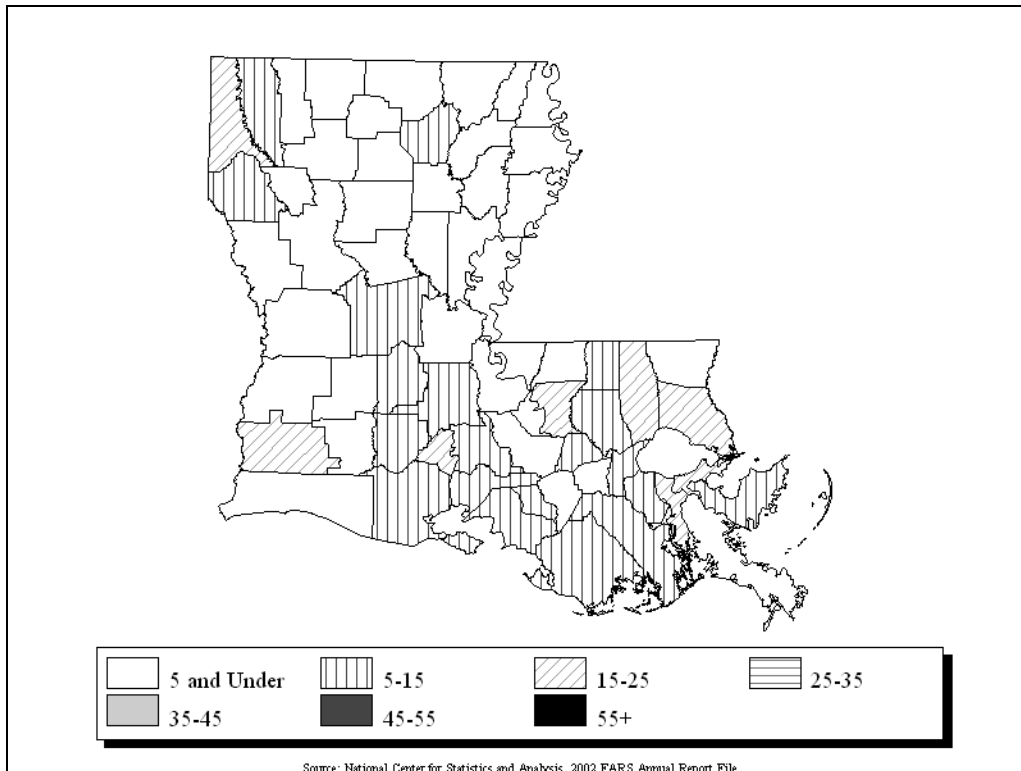 5 and Under 5-15 15-25 25-35
35-45 45-55 55+
Source: National Center for Statistics and Analysis, 2002 FARS Annual Report File